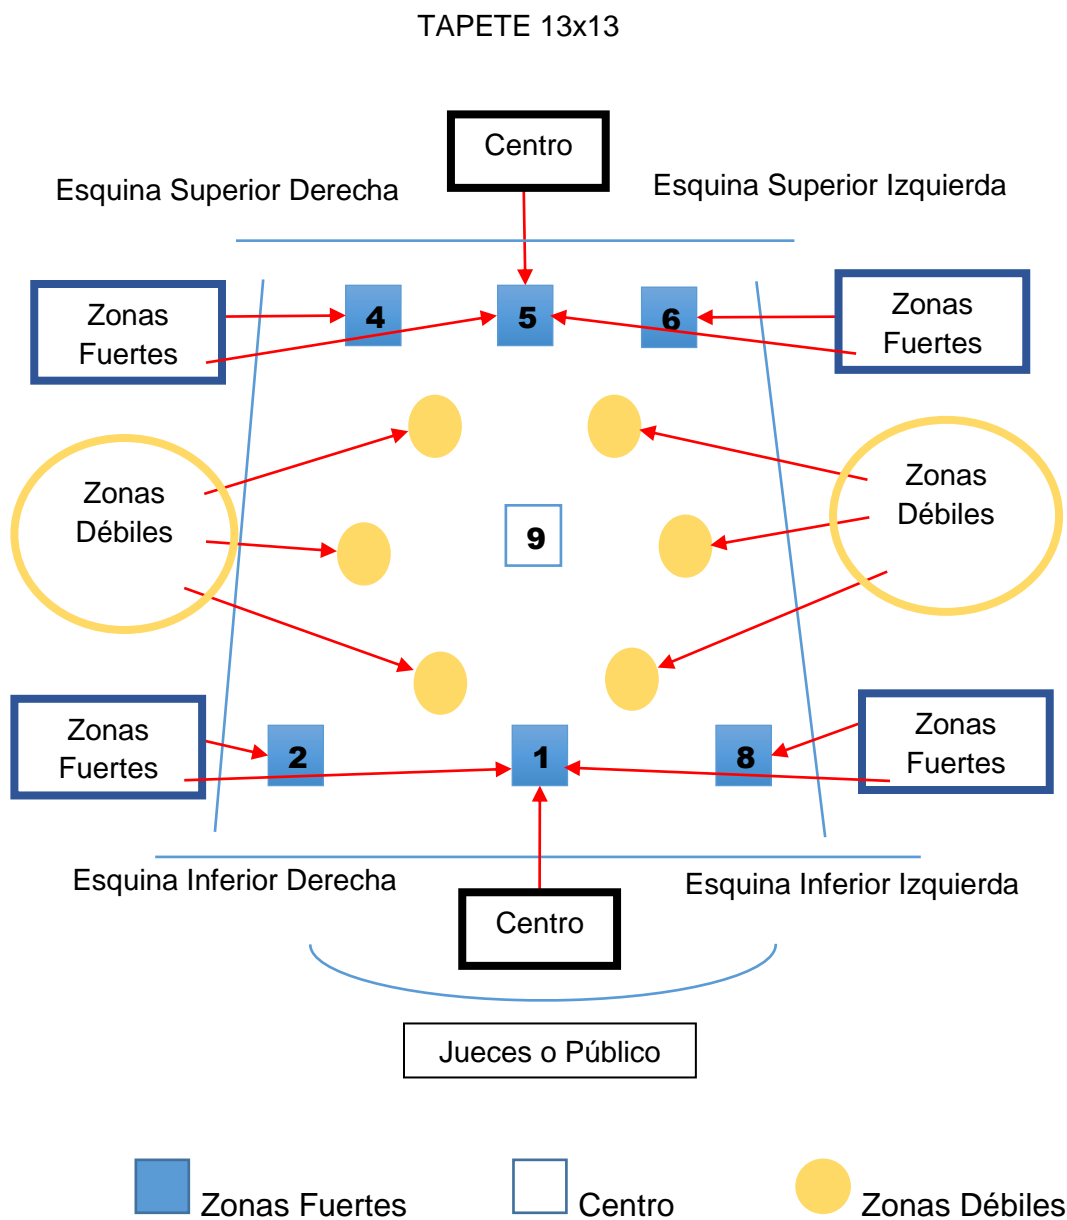 TAPETE 13x13
Centro
Esquina Superior Derecha
Esquina Superior Izquierda
Zonas
Fuertes
4
5
6
Zonas
Fuertes
Zonas
Débiles
9
Zonas
Débiles
Zonas
Fuertes
2
1
8
Zonas
Fuertes
Esquina Inferior Derecha
Esquina Inferior Izquierda
Centro
Jueces o Público
Zonas Fuertes
Centro
Zonas Débiles